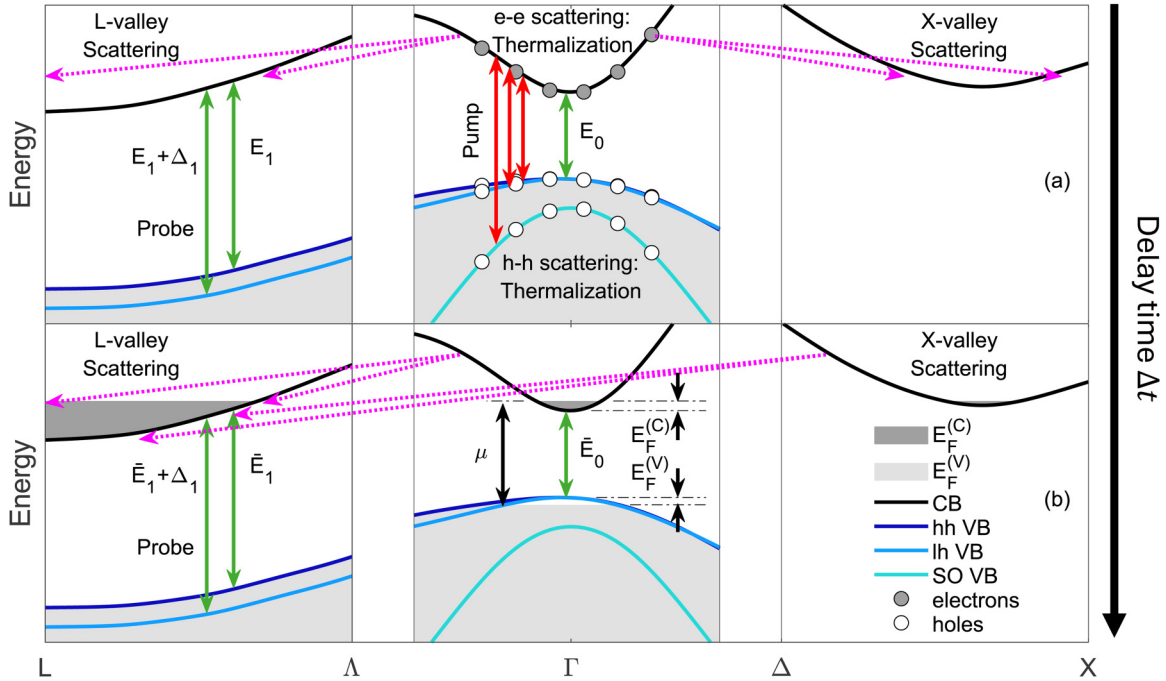 L-valley
Scattering
e-e scattering:
Thermalization
X-valley
Scattering
Energy
E₁+Δ₁
E₁
Probe
Pump
E₀
h-h scattering:
Thermalization
(a)
L-valley
Scattering
X-valley
Scattering
Energy
Ē₁+Δ₁
Ē₁
Probe
μ
Ē₀
E_F^(C)
E_F^(V)
(b)
E_F^(C)
E_F^(V)
CB
hh VB
lh VB
SO VB
electrons
holes
L
Λ
Γ
Δ
X
Delay time Δt